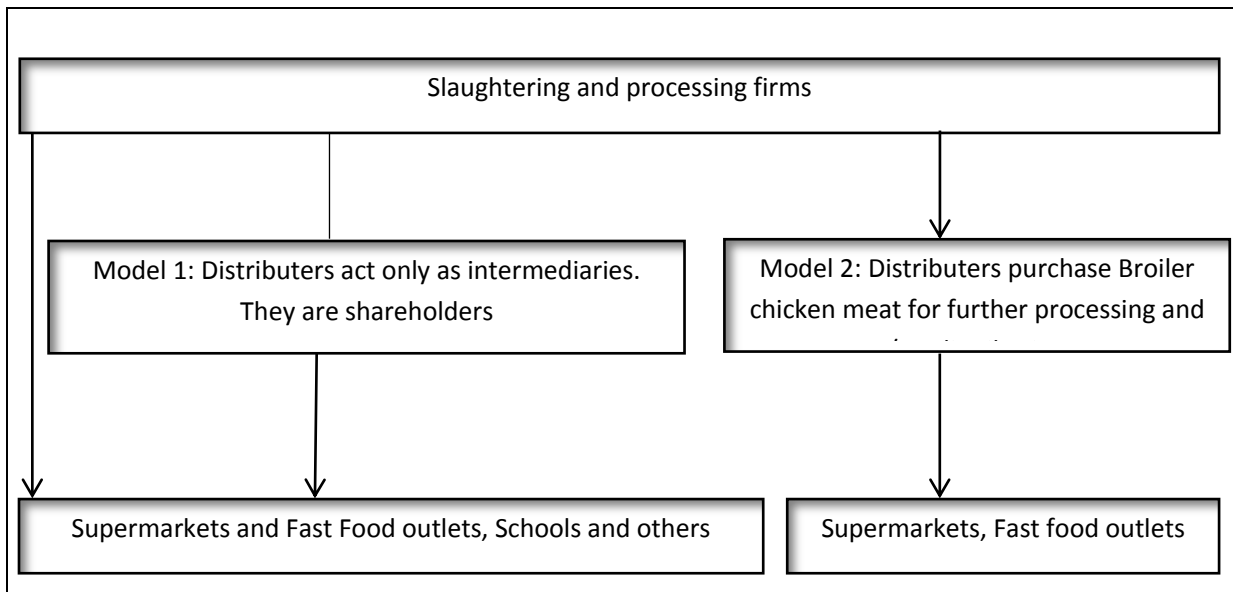 Slaughtering and processing firms
Model 1: Distributers act only as intermediaries.
They are shareholders
Model 2: Distributers purchase Broiler
chicken meat for further processing and
Supermarkets and Fast Food outlets, Schools and others
Supermarkets, Fast food outlets